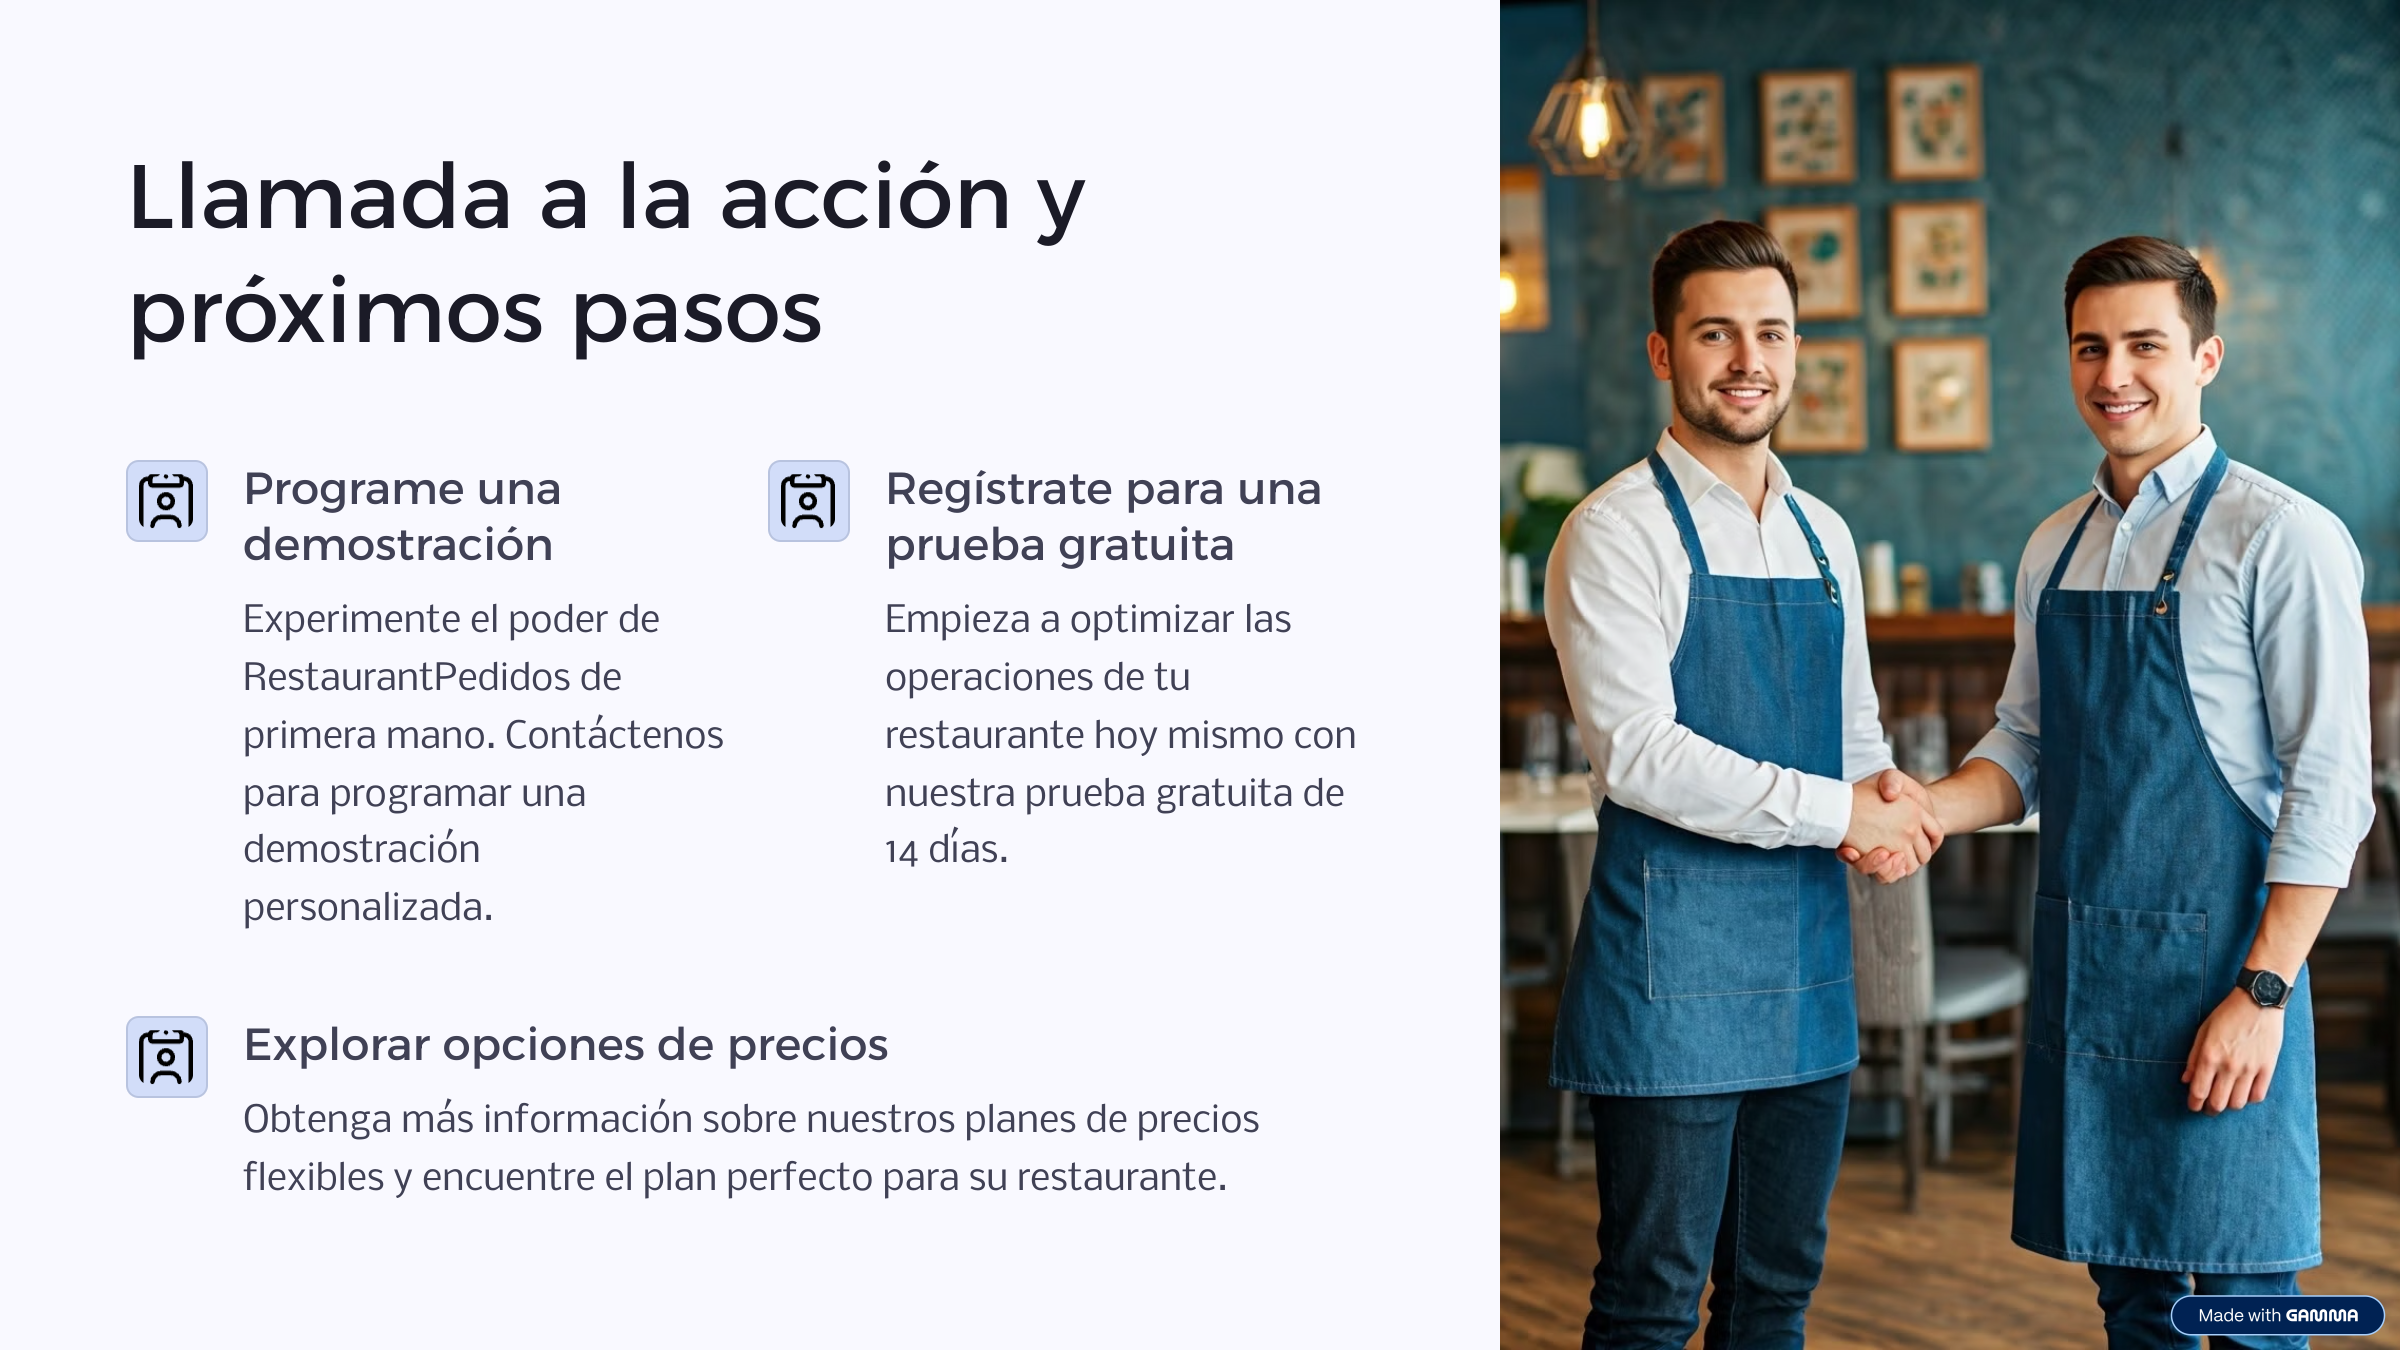 Llamada a la acción y
próximos pasos
Programe una
demostración
Experimente el poder de
RestaurantPedidos de
primera mano. Contáctenos
para programar una
demostración
personalizada.
Regístrate para una
prueba gratuita
Empieza a optimizar las
operaciones de tu
restaurante hoy mismo con
nuestra prueba gratuita de
14 días.
Explorar opciones de precios
Obtenga más información sobre nuestros planes de precios
flexibles y encuentre el plan perfecto para su restaurante.
Made with GAMMA